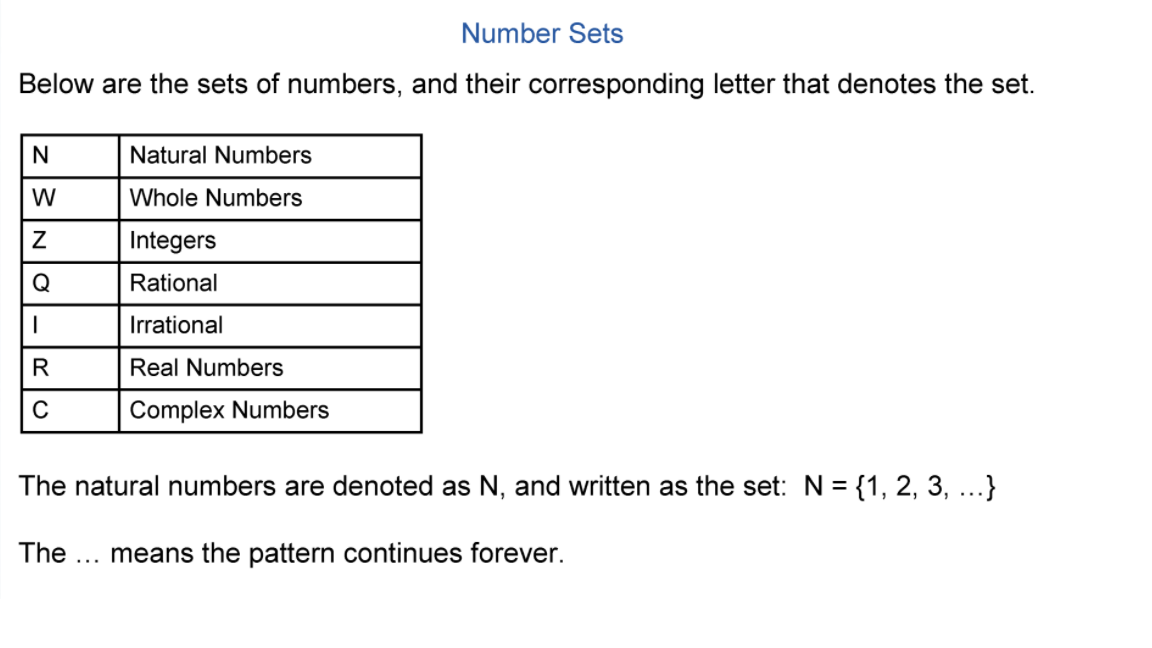 Number Sets
Below are the sets of numbers, and their corresponding letter that denotes the set.
N Natural Numbers
W Whole Numbers
Z Integers
Q Rational
I Irrational
R Real Numbers
C Complex Numbers
The natural numbers are denoted as N, and written as the set: N = {1, 2, 3, …}
The … means the pattern continues forever.